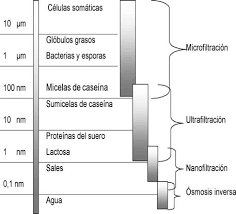 Células somáticas
10 µm
Glóbulos grasos
Microfiltración
1 µm Bacterias y esporas
100 nm Micelas de caseína
Sumicelas de caseína
Ultrafiltración
10 nm
Proteínas del suero
1 nm Lactosa
Nanofiltración
Sales
0,1 nm
Ósmosis inversa
Agua